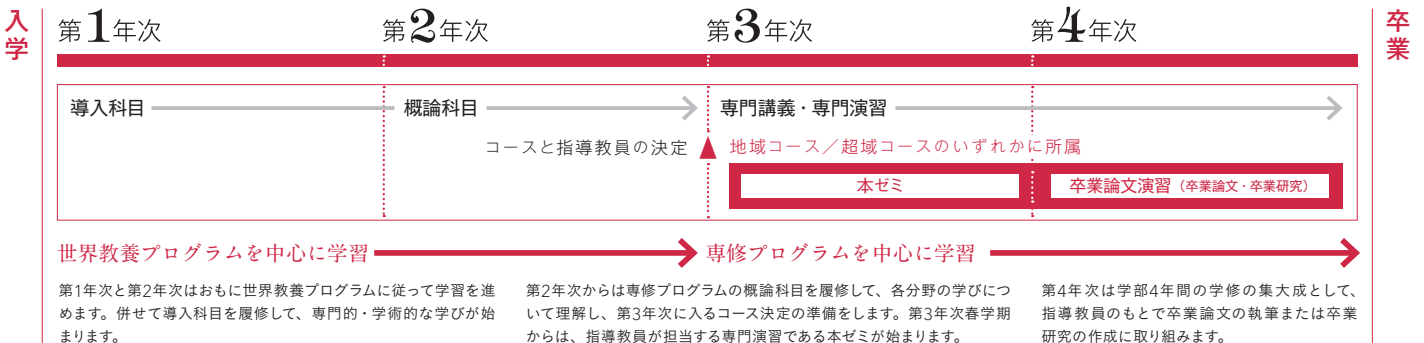 入学
第1年次
第2年次
第3年次
第4年次
卒業
導入科目
概論科目
専門講義・専門演習
コースと指導教員の決定
地域コース／超域コースのいずれかに所属
本ゼミ
卒業論文演習（卒業論文・卒業研究）
世界教養プログラムを中心に学習
専修プログラムを中心に学習
第1年次と第2年次はおもに世界教養プログラムに従って学習を進
めます。併せて導入科目を履修して、専門的・学術的な学びが始
まります。
第2年次からは専修プログラムの概論科目を履修して、各分野の学びにつ
いて理解し、第3年次に入るコース決定の準備をします。第3年次春学期
からは、指導教員が担当する専門演習である本ゼミが始まります。
第4年次は学部4年間の学修の集大成として、
指導教員のもとで卒業論文の執筆または卒業
研究の作成に取り組みます。